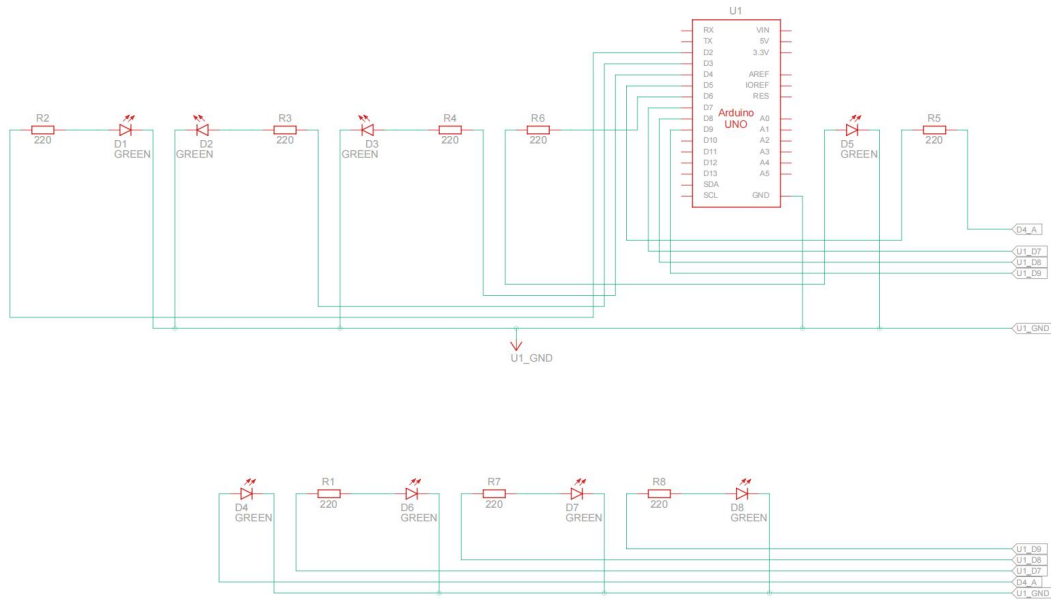 U1
RX VIN
TX 5V
D2 3.3V
D3
D4 AREF
D5 IOREF
D6 RES
D7
D8 A0
D9 A1
D10 A2
D11 A3
D12 A4
D13 A5
SDA
SCL GND
Arduino
UNO
R2
220
D1
GREEN
D2
GREEN
R3
220
D3
GREEN
R4
220
R6
220
D5
GREEN
R5
220
D4_A
U1_D7
U1_D8
U1_D9
U1_GND
U1_GND
D4
GREEN
R1
220
D6
GREEN
R7
220
D7
GREEN
R8
220
D8
GREEN
U1_D9
U1_D8
U1_D7
D4_A
U1_GND